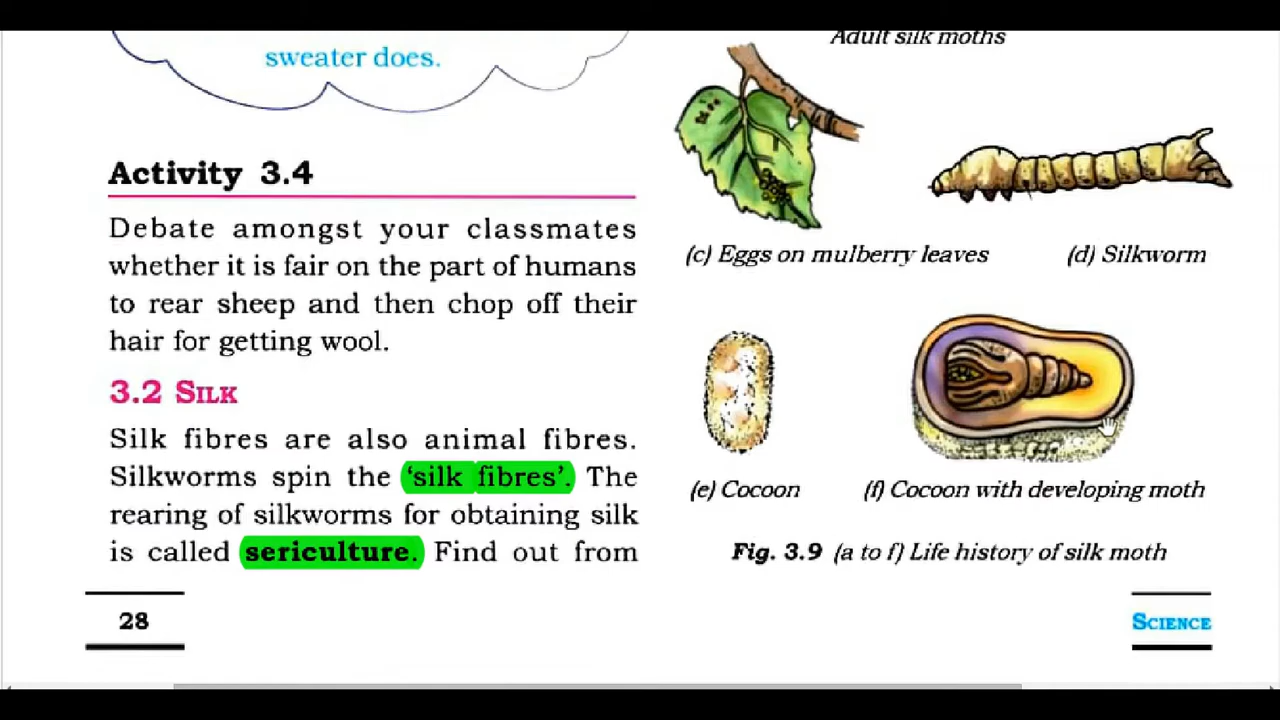 sweater does.
Activity 3.4
Debate amongst your classmates
whether it is fair on the part of humans
to rear sheep and then chop off their
hair for getting wool.
3.2 SILK
Silk fibres are also animal fibres.
Silkworms spin the ‘silk fibres’. The
rearing of silkworms for obtaining silk
is called sericulture. Find out from
28
Adult silk moths
(c) Eggs on mulberry leaves
(d) Silkworm
(e) Cocoon
(f) Cocoon with developing moth
Fig. 3.9 (a to f) Life history of silk moth
SCIENCE